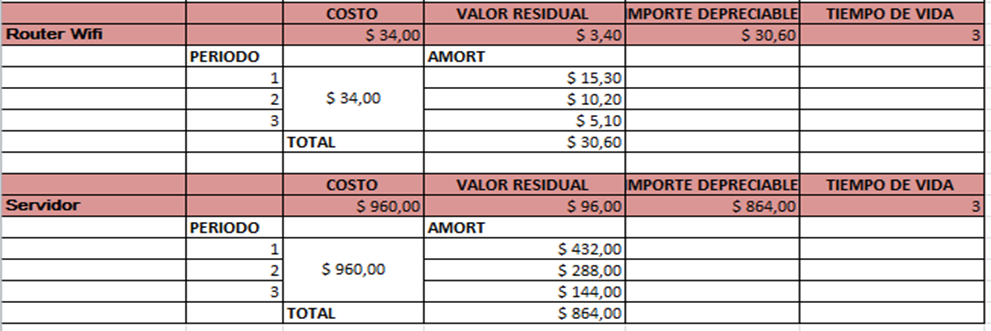 COSTO VALOR RESIDUAL IMPORTE DEPRECIABLE TIEMPO DE VIDA
Router Wifi $ 34,00 $ 3,40 $ 30,60 3
PERIODO AMORT
1 $ 15,30
2 $ 34,00 $ 10,20
3 $ 5,10
TOTAL $ 30,60
COSTO VALOR RESIDUAL IMPORTE DEPRECIABLE TIEMPO DE VIDA
Servidor $ 960,00 $ 96,00 $ 864,00 3
PERIODO AMORT
1 $ 432,00
2 $ 960,00 $ 288,00
3 $ 144,00
TOTAL $ 864,00